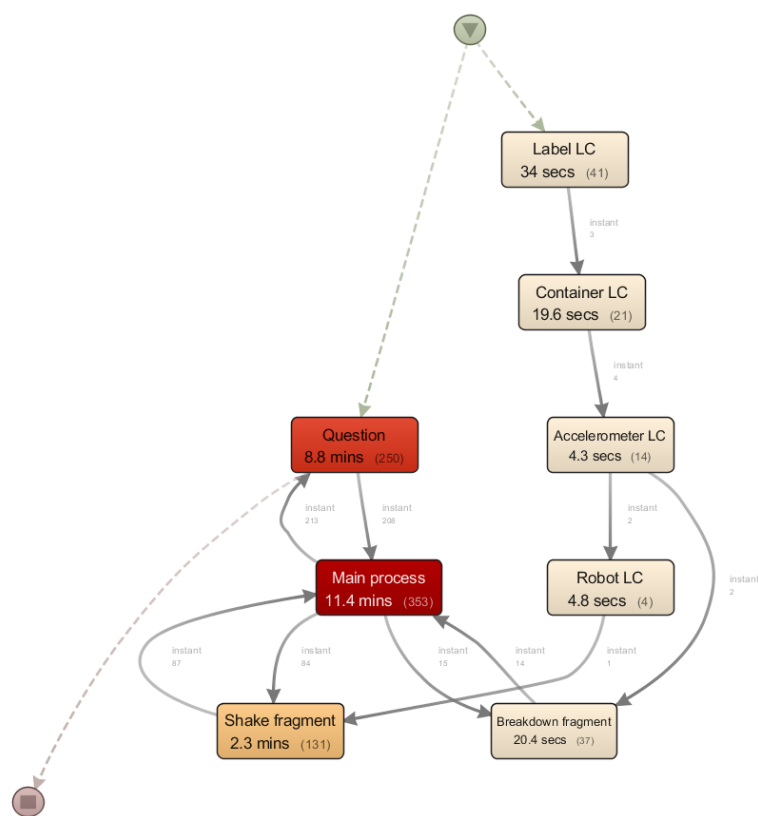 Label LC
34 secs (41)
instant
3
Container LC
19.6 secs (21)
instant
4
Question
8.8 mins (250)
Accelerometer LC
4.3 secs (14)
instant
213
instant
208
instant
2
instant
2
Main process
11.4 mins (353)
Robot LC
4.8 secs (4)
instant
87
instant
84
instant
15
instant
14
instant
1
Shake fragment
2.3 mins (131)
Breakdown fragment
20.4 secs (37)